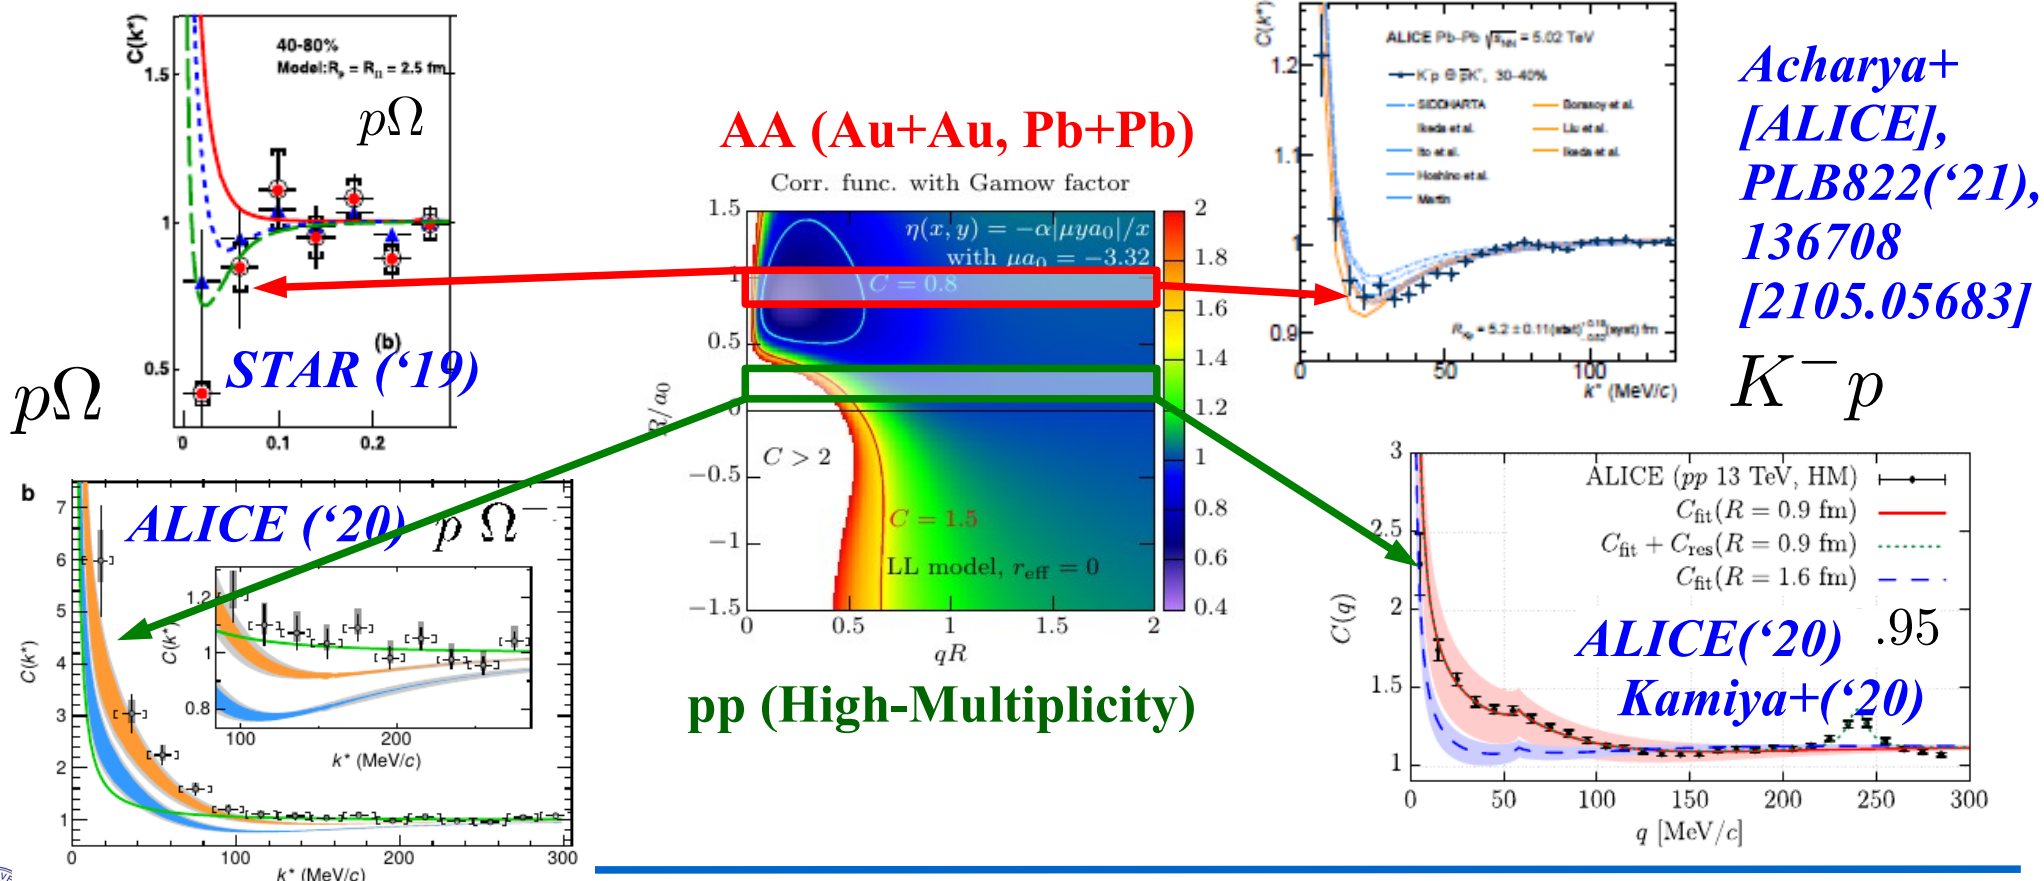 C(k*)
40-80%
Model:Rp = RΩ = 2.5 fm
pΩ
1.5
1
0.5
(b)
0
0.1
0.2
STAR (‘19)
pΩ
AA (Au+Au, Pb+Pb)
Corr. func. with Gamow factor
η(x, y) = −α|μya₀|/x
with μa₀ = −3.32
C = 0.8
C > 2
C = 1.5
LL model, r_eff = 0
1.5
1
0.5
0
−0.5
−1
−1.5
R/a₀
0
0.5
1
1.5
2
qR
2
1.8
1.6
1.4
1.2
1
0.8
0.6
0.4
pp (High-Multiplicity)
C(k*)
ALICE Pb–Pb √sNN = 5.02 TeV
K⁻p ⊕ p̄K⁺, 30-40%
SIDDHARTA
Ikeda et al.
Ito et al.
Hoshino et al.
Martin
Borasoy et al.
Liu et al.
Ikeda et al.
1.2
1.1
1
0.9
0
50
100
k* (MeV/c)
Acharya+
[ALICE],
PLB822(‘21),
136708
[2105.05683]
K⁻p
b
ALICE (‘20)
p Ω⁻
7
6
5
4
3
2
1
C(k*)
0
100
200
300
k* (MeV/c)
1.2
1
0.8
C(k*)
100
200
k* (MeV/c)
3
2.5
2
1.5
1
C(q)
ALICE (pp 13 TeV, HM)
C_fit(R = 0.9 fm)
C_fit + C_res(R = 0.9 fm)
C_fit(R = 1.6 fm)
.95
ALICE(‘20)
Kamiya+(‘20)
0
50
100
150
200
250
300
q [MeV/c]